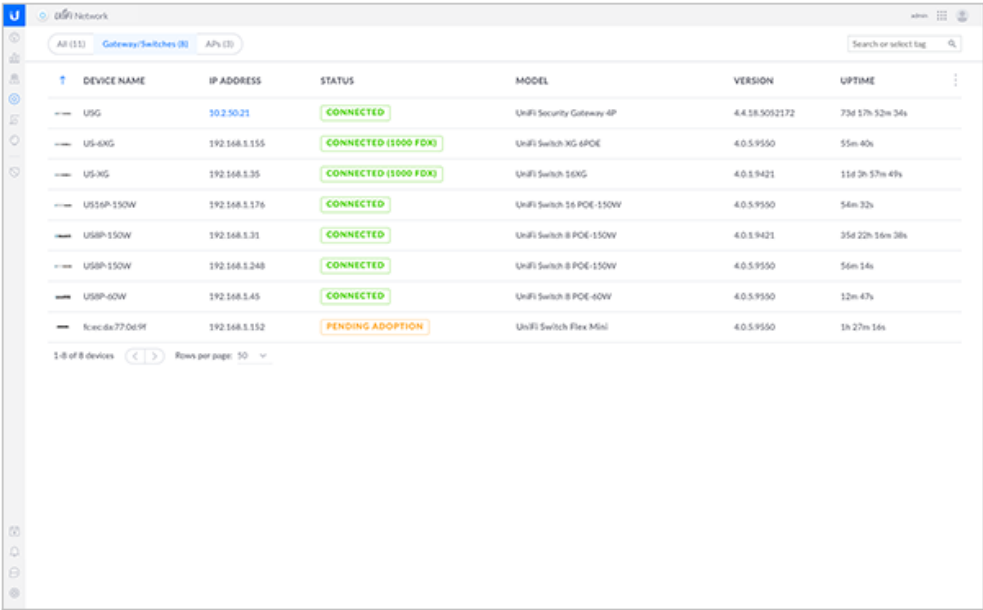 UniFi Network admin
All (11) Gateway/Switches (8) APs (3) Search or select tag
DEVICE NAME IP ADDRESS STATUS MODEL VERSION UPTIME
USG 10.2.50.21 CONNECTED UniFi Security Gateway 4P 4.4.18.5052172 73d 17h 52m 34s
US-6XG 192.168.1.155 CONNECTED (1000 FDX) UniFi Switch XG 6POE 4.0.5.9550 55m 40s
US-XG 192.168.1.35 CONNECTED (1000 FDX) UniFi Switch 16XG 4.0.1.9421 11d 3h 57m 49s
US16P-150W 192.168.1.176 CONNECTED UniFi Switch 16 POE-150W 4.0.5.9550 54m 32s
US8P-150W 192.168.1.31 CONNECTED UniFi Switch 8 POE-150W 4.0.1.9421 35d 22h 16m 38s
US8P-150W 192.168.1.248 CONNECTED UniFi Switch 8 POE-150W 4.0.5.9550 56m 14s
US8P-60W 192.168.1.45 CONNECTED UniFi Switch 8 POE-60W 4.0.5.9550 12m 47s
fc:ec:da:77:0d:9f 192.168.1.152 PENDING ADOPTION UniFi Switch Flex Mini 4.0.5.9550 1h 27m 16s
1-8 of 8 devices Rows per page: 50